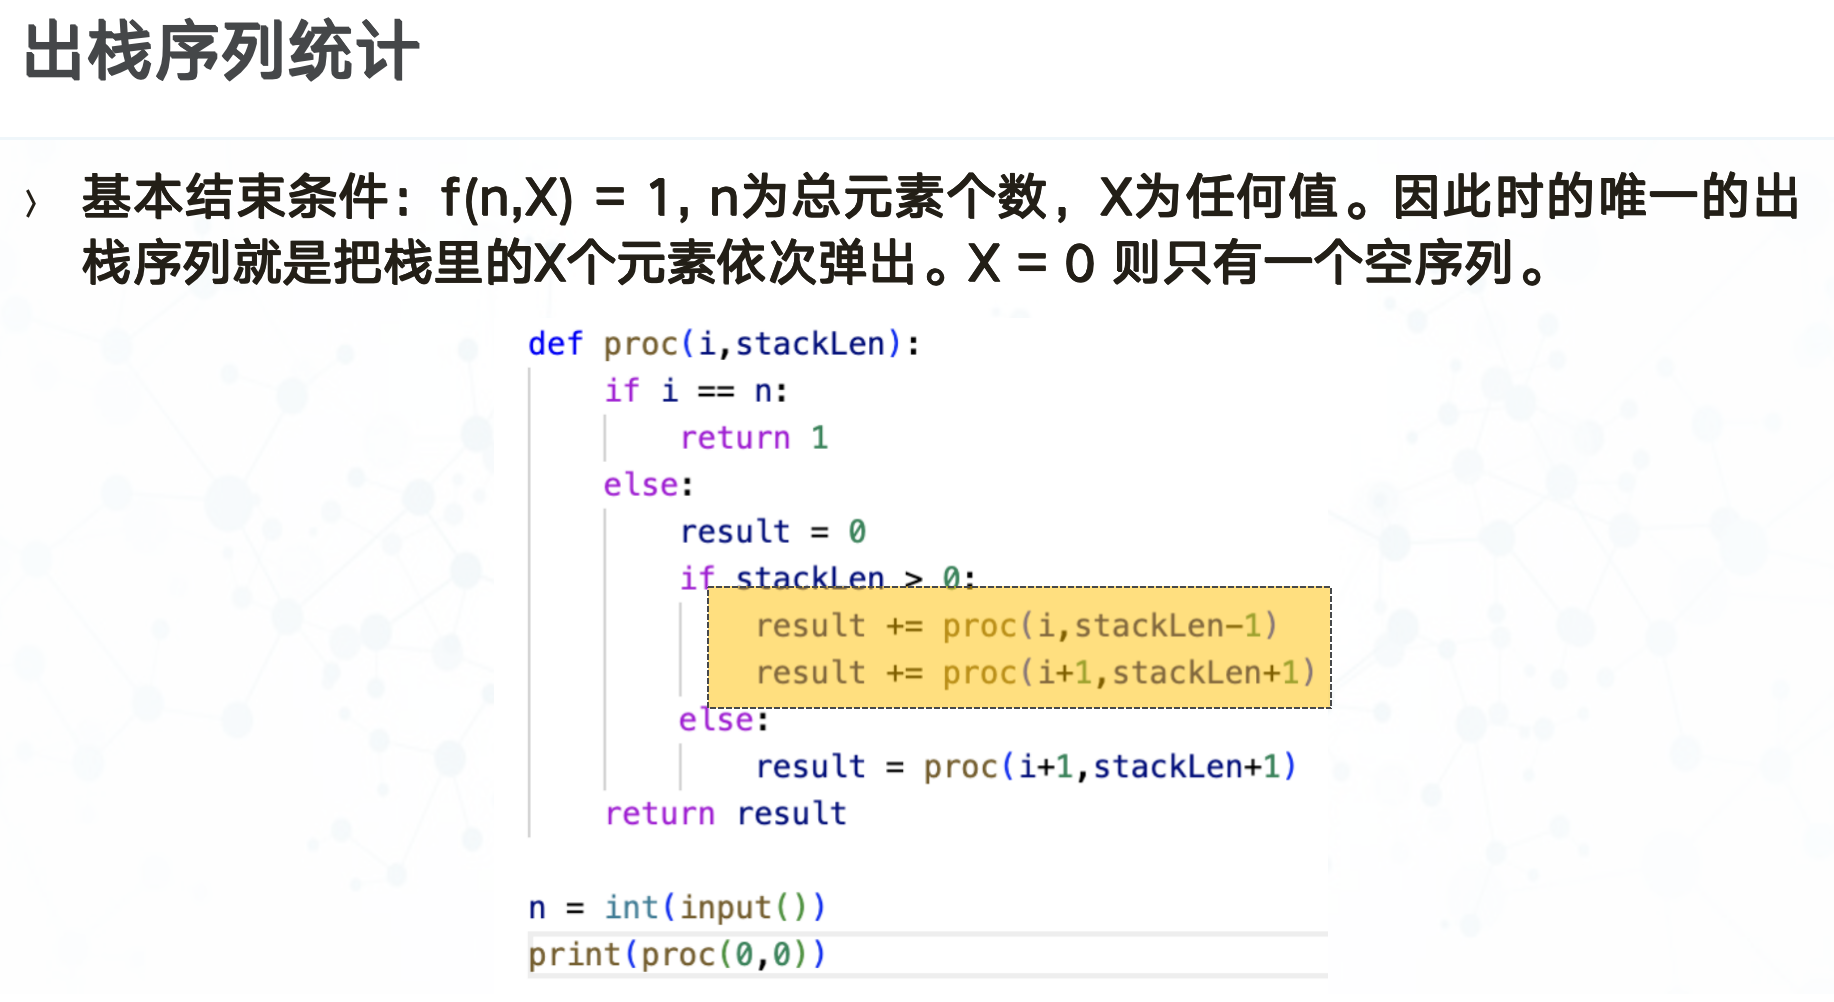 出栈序列统计
› 基本结束条件：f(n,X) = 1, n为总元素个数，X为任何值。因此时的唯一的出
栈序列就是把栈里的X个元素依次弹出。X = 0 则只有一个空序列。
def proc(i,stackLen):
    if i == n:
        return 1
    else:
        result = 0
        if stackLen > 0:
            result += proc(i,stackLen-1)
            result += proc(i+1,stackLen+1)
        else:
            result = proc(i+1,stackLen+1)
    return result
n = int(input())
print(proc(0,0))